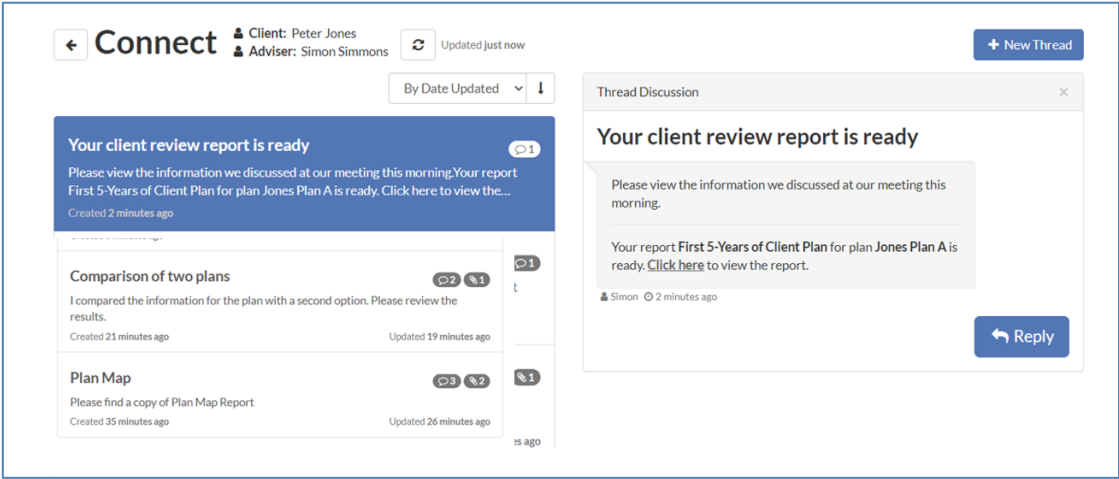 Connect
Client: Peter Jones
Adviser: Simon Simmons
Updated just now
New Thread
By Date Updated
Your client review report is ready
1
Please view the information we discussed at our meeting this morning.Your report
First 5-Years of Client Plan for plan Jones Plan A is ready. Click here to view the...
Created 2 minutes ago
Comparison of two plans
2 1
I compared the information for the plan with a second option. Please review the
results.
Created 21 minutes ago Updated 19 minutes ago
Plan Map
3 2
Please find a copy of Plan Map Report
Created 35 minutes ago Updated 26 minutes ago
1
t
1
es ago
Thread Discussion
Your client review report is ready
Please view the information we discussed at our meeting this
morning.
Your report First 5-Years of Client Plan for plan Jones Plan A is
ready. Click here to view the report.
Simon 2 minutes ago
Reply